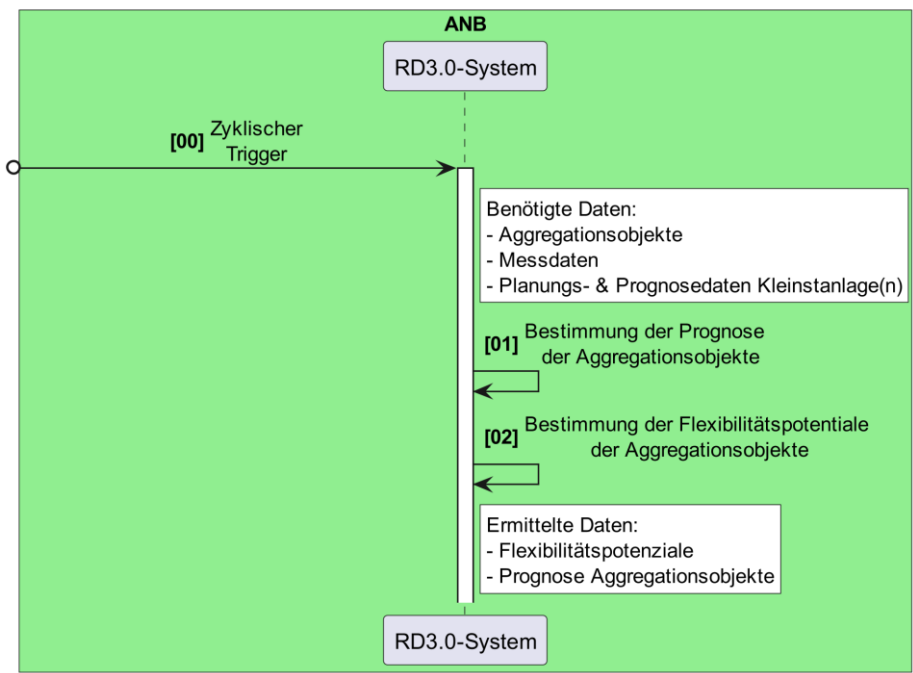 ANB
RD3.0-System
[00] Zyklischer
Trigger
Benötigte Daten:
- Aggregationsobjekte
- Messdaten
- Planungs- & Prognosedaten Kleinstanlage(n)
[01] Bestimmung der Prognose
der Aggregationsobjekte
[02] Bestimmung der Flexibilitätspotentiale
der Aggregationsobjekte
Ermittelte Daten:
- Flexibilitätspotenziale
- Prognose Aggregationsobjekte
RD3.0-System